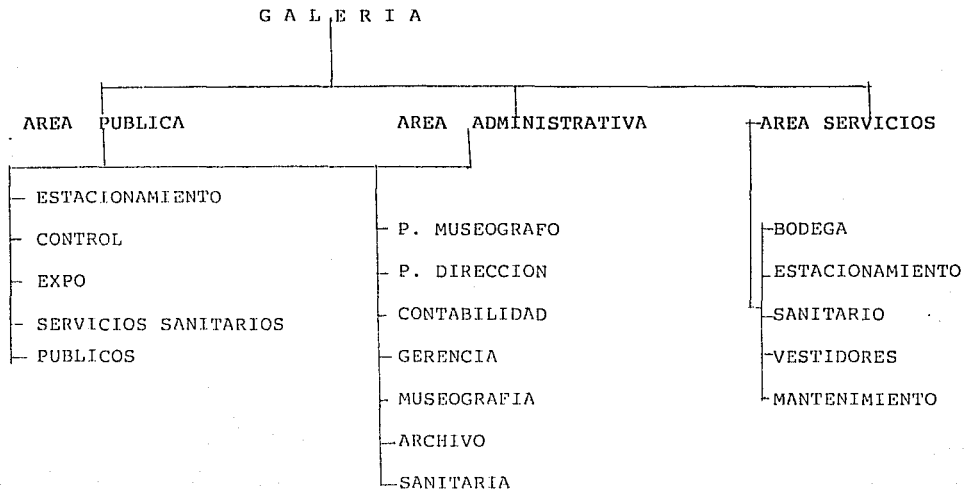 G A L E R I A
AREA PUBLICA
ESTACIONAMIENTO
CONTROL
EXPO
SERVICIOS SANITARIOS
PUBLICOS
AREA ADMINISTRATIVA
P. MUSEOGRAFO
P. DIRECCION
CONTABILIDAD
GERENCIA
MUSEOGRAFIA
ARCHIVO
SANITARIA
AREA SERVICIOS
BODEGA
ESTACIONAMIENTO
SANITARIO
VESTIDORES
MANTENIMIENTO